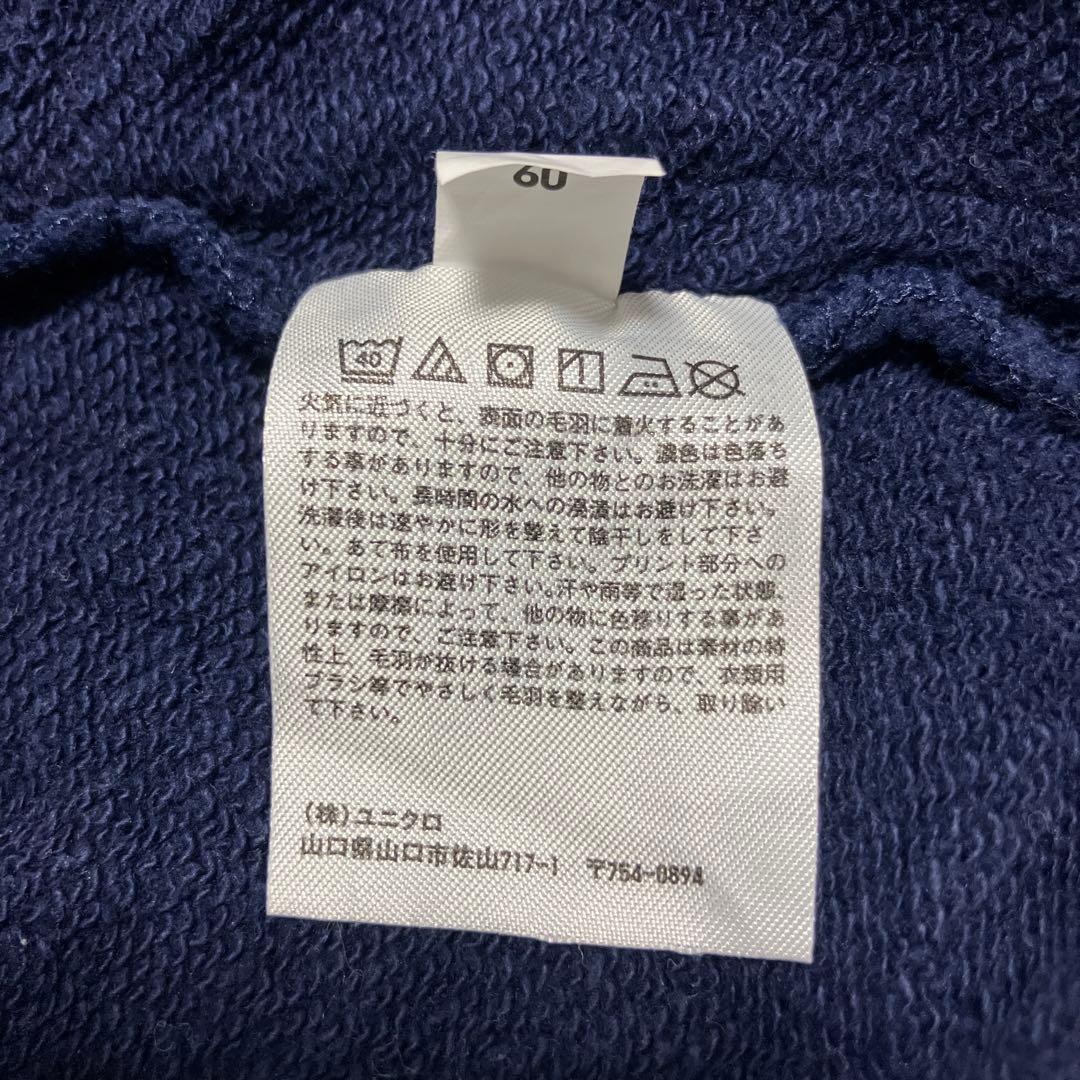 60
40
火気に近づくと、表面の毛羽に着火することがあ
りますので、十分にご注意下さい。濃色は色落ち
する事がありますので、他の物とのお洗濯はお避
け下さい。長時間の水への浸漬はお避け下さい。
洗濯後は速やかに形を整えて陰干しをして下さ
い。あて布を使用して下さい。プリント部分への
アイロンはお避け下さい。汗や雨等で湿った状態、
または摩擦によって、他の物に色移りする事があ
りますので、ご注意下さい。この商品は素材の特
性上、毛羽が抜ける場合がありますので、衣類用
ブラシ等でやさしく毛羽を整えながら、取り除い
て下さい。
(株)ユニクロ
山口県山口市佐山717-1 〒754-0894